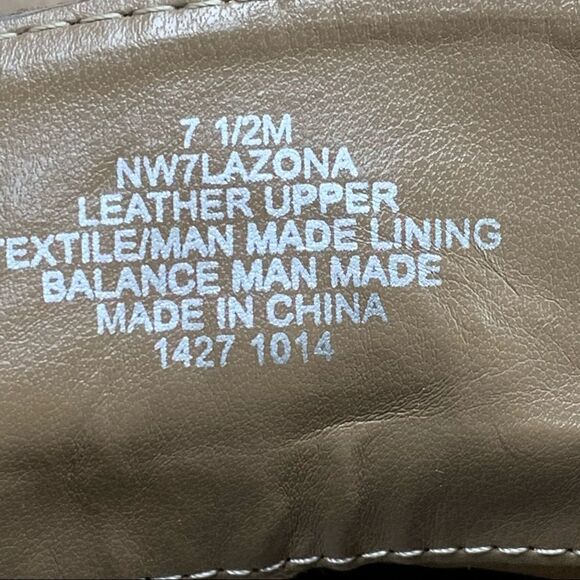 7 1/2M
NW7LAZONA
LEATHER UPPER
TEXTILE/MAN MADE LINING
BALANCE MAN MADE
MADE IN CHINA
1427 1014